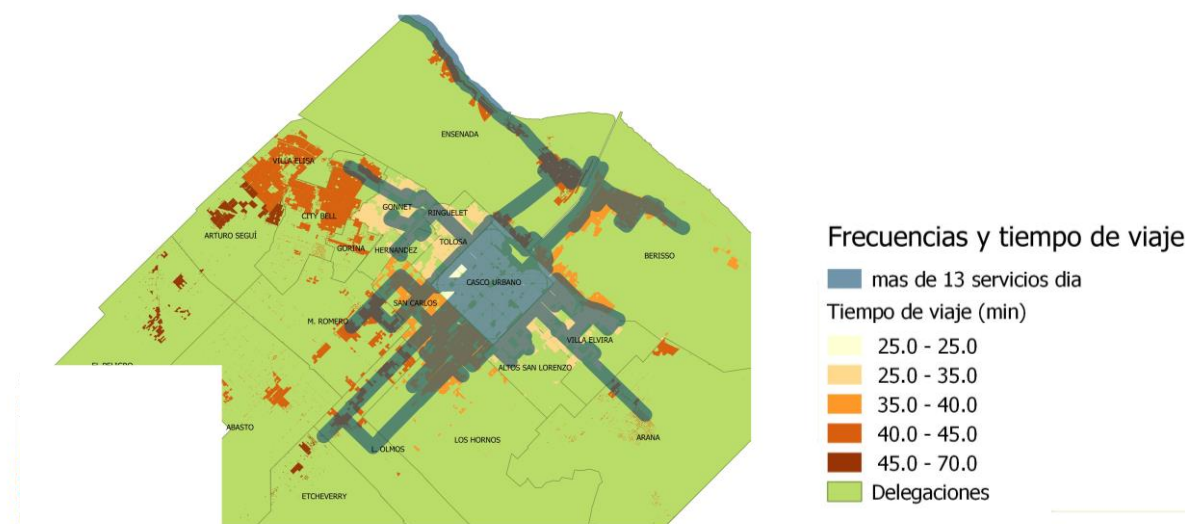 ENSENADA
VILLA ELISA
CITY BELL
GONNET
RINGUELET
ARTURO SEGUÍ
GORINA
HERNANDEZ
TOLOSA
BERISSO
CASCO URBANO
SAN CARLOS
M. ROMERO
VILLA ELVIRA
ALTOS SAN LORENZO
EL PELIGRO
ABASTO
LOS HORNOS
ARANA
L. OLMOS
ETCHEVERRY
Frecuencias y tiempo de viaje
mas de 13 servicios dia
Tiempo de viaje (min)
25.0 - 25.0
25.0 - 35.0
35.0 - 40.0
40.0 - 45.0
45.0 - 70.0
Delegaciones